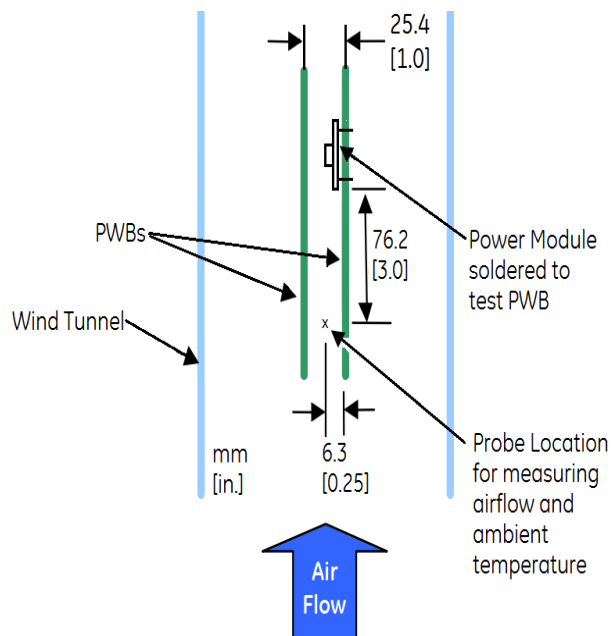 25.4
[1.0]
PWBs
76.2
[3.0]
Power Module
soldered to
test PWB
Wind Tunnel
x
mm
[in.]
6.3
[0.25]
Probe Location
for measuring
airflow and
ambient
temperature
Air
Flow